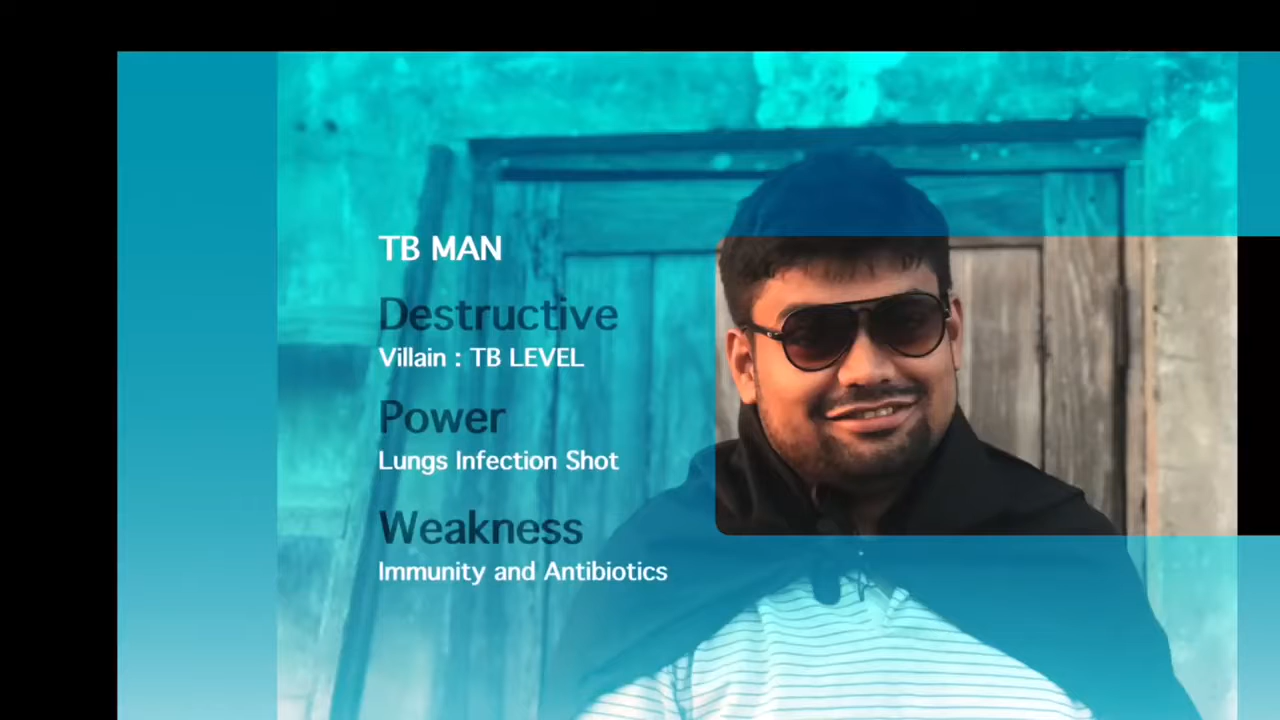 TB MAN
Destructive
Villain : TB LEVEL
Power
Lungs Infection Shot
Weakness
Immunity and Antibiotics